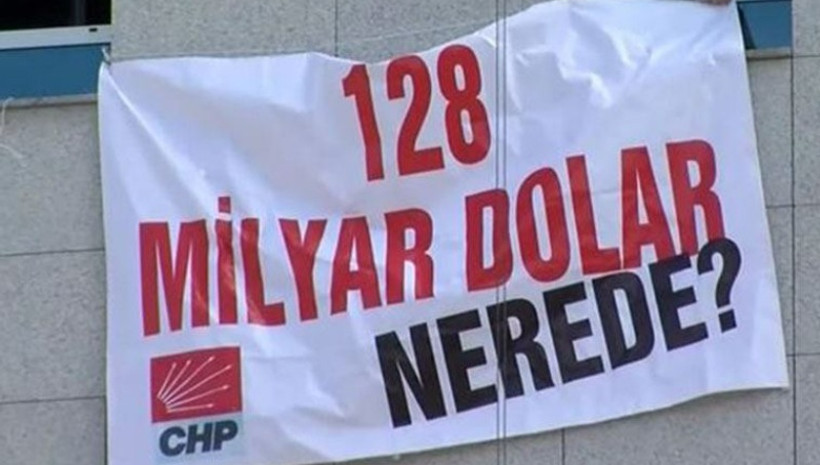 128
MİLYAR DOLAR
NEREDE?
CHP